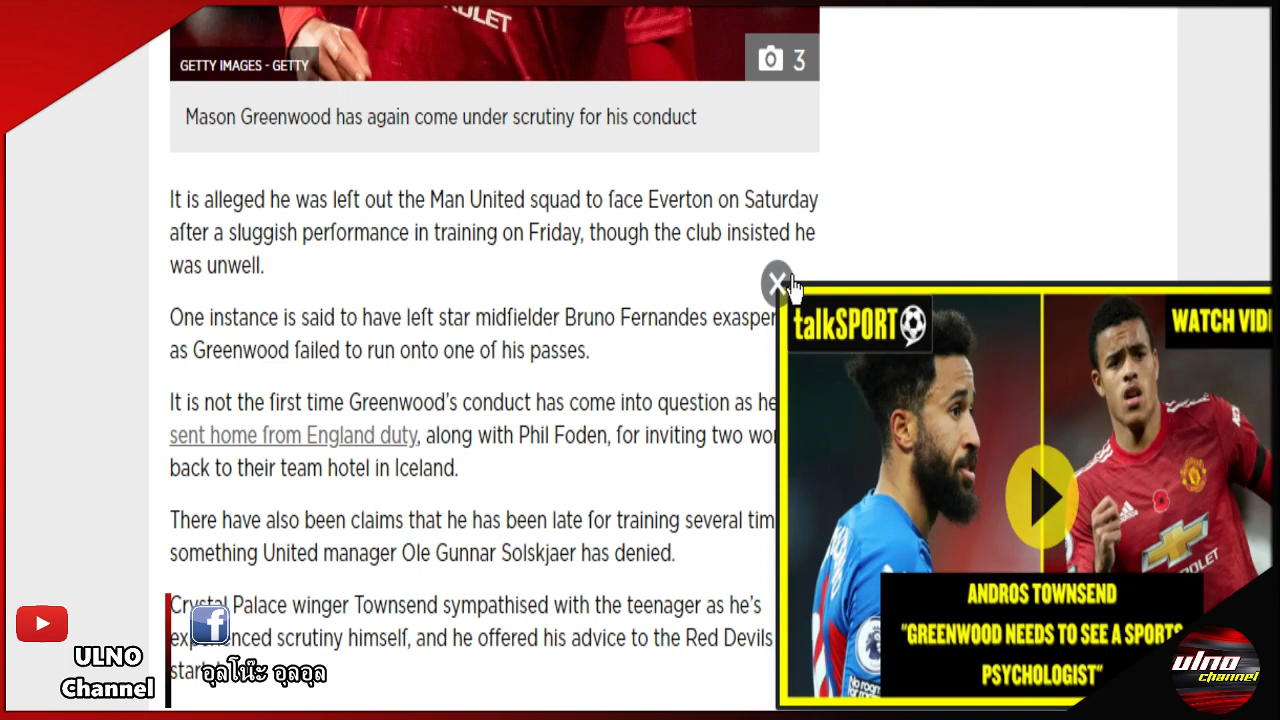 GETTY IMAGES - GETTY
3
Mason Greenwood has again come under scrutiny for his conduct
It is alleged he was left out the Man United squad to face Everton on Saturday
after a sluggish performance in training on Friday, though the club insisted he
was unwell.
One instance is said to have left star midfielder Bruno Fernandes exasper
as Greenwood failed to run onto one of his passes.
It is not the first time Greenwood's conduct has come into question as he
sent home from England duty, along with Phil Foden, for inviting two wo
back to their team hotel in Iceland.
There have also been claims that he has been late for training several tim
something United manager Ole Gunnar Solskjaer has denied.
Crystal Palace winger Townsend sympathised with the teenager as he's
experienced scrutiny himself, and he offered his advice to the Red Devils
start
talkSPORT
WATCH VID
CHEVROLET
ANDROS TOWNSEND
"GREENWOOD NEEDS TO SEE A SPORTS
PSYCHOLOGIST"
ULNO
Channel
อุลโน๊ะ อุลอุล
ulno
channel